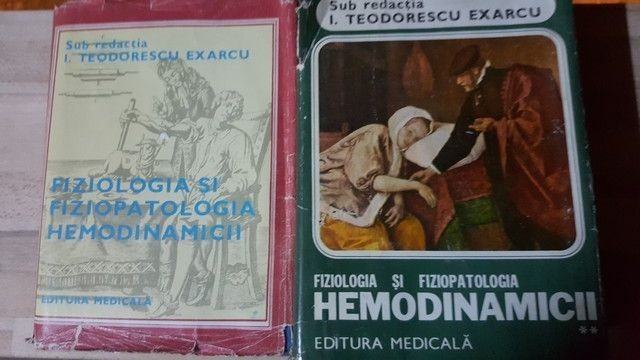 Sub redactia
I. TEODORESCU EXARCU
FIZIOLOGIA ȘI
FIZIOPATOLOGIA
HEMODINAMICII
EDITURA MEDICALĂ
Sub redacția
I. TEODORESCU EXARCU
FIZIOLOGIA ȘI FIZIOPATOLOGIA
HEMODINAMICII
**
EDITURA MEDICALĂ